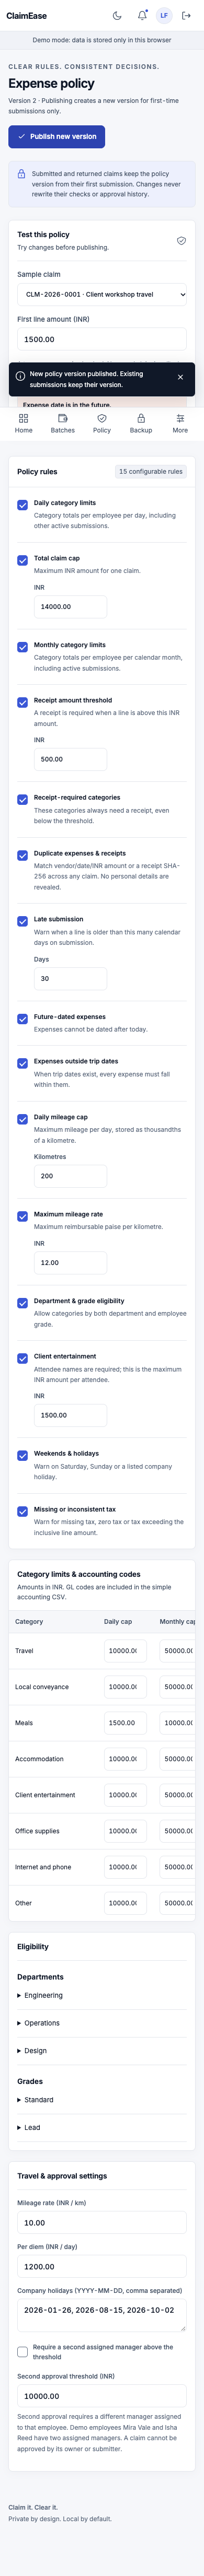 ClaimEase
LF
Demo mode: data is stored only in this browser
CLEAR RULES. CONSISTENT DECISIONS.
Expense policy
Version 2 · Publishing creates a new version for first-time
submissions only.
Publish new version
Submitted and returned claims keep the policy
version from their first submission. Changes never
rewrite their checks or approval history.
Test this policy
Try changes before publishing.
Sample claim
CLM-2026-0001 · Client workshop travel
First line amount (INR)
1500.00
New policy version published. Existing
submissions keep their version.
Expense date is in the future.
Home
Batches
Policy
Backup
More
Policy rules
15 configurable rules
Daily category limits
Category totals per employee per day, including
other active submissions.
Total claim cap
Maximum INR amount for one claim.
INR
14000.00
Monthly category limits
Category totals per employee per calendar month,
including active submissions.
Receipt amount threshold
A receipt is required when a line is above this INR
amount.
INR
500.00
Receipt-required categories
These categories always need a receipt, even
below the threshold.
Duplicate expenses & receipts
Match vendor/date/INR amount or a receipt SHA-
256 across any claim. No personal details are
revealed.
Late submission
Warn when a line is older than this many calendar
days on submission.
Days
30
Future-dated expenses
Expenses cannot be dated after today.
Expenses outside trip dates
When trip dates exist, every expense must fall
within them.
Daily mileage cap
Maximum mileage per day, stored as thousandths
of a kilometre.
Kilometres
200
Maximum mileage rate
Maximum reimbursable paise per kilometre.
INR
12.00
Department & grade eligibility
Allow categories by both department and employee
grade.
Client entertainment
Attendee names are required; this is the maximum
INR amount per attendee.
INR
1500.00
Weekends & holidays
Warn on Saturday, Sunday or a listed company
holiday.
Missing or inconsistent tax
Warn for missing tax, zero tax or tax exceeding the
inclusive line amount.
Category limits & accounting codes
Amounts in INR. GL codes are included in the simple
accounting CSV.
Category Daily cap Monthly cap
Travel 10000.00 50000.00
Local conveyance 10000.00 50000.00
Meals 1500.00 10000.00
Accommodation 10000.00 50000.00
Client entertainment 10000.00 50000.00
Office supplies 10000.00 50000.00
Internet and phone 10000.00 50000.00
Other 10000.00 50000.00
Eligibility
Departments
Engineering
Operations
Design
Grades
Standard
Lead
Travel & approval settings
Mileage rate (INR / km)
10.00
Per diem (INR / day)
1200.00
Company holidays (YYYY-MM-DD, comma separated)
2026-01-26, 2026-08-15, 2026-10-02
Require a second assigned manager above the
threshold
Second approval threshold (INR)
10000.00
Second approval requires a different manager assigned
to that employee. Demo employees Mira Vale and Isha
Reed have two assigned managers. A claim cannot be
approved by its owner or submitter.
Claim it. Clear it.
Private by design. Local by default.